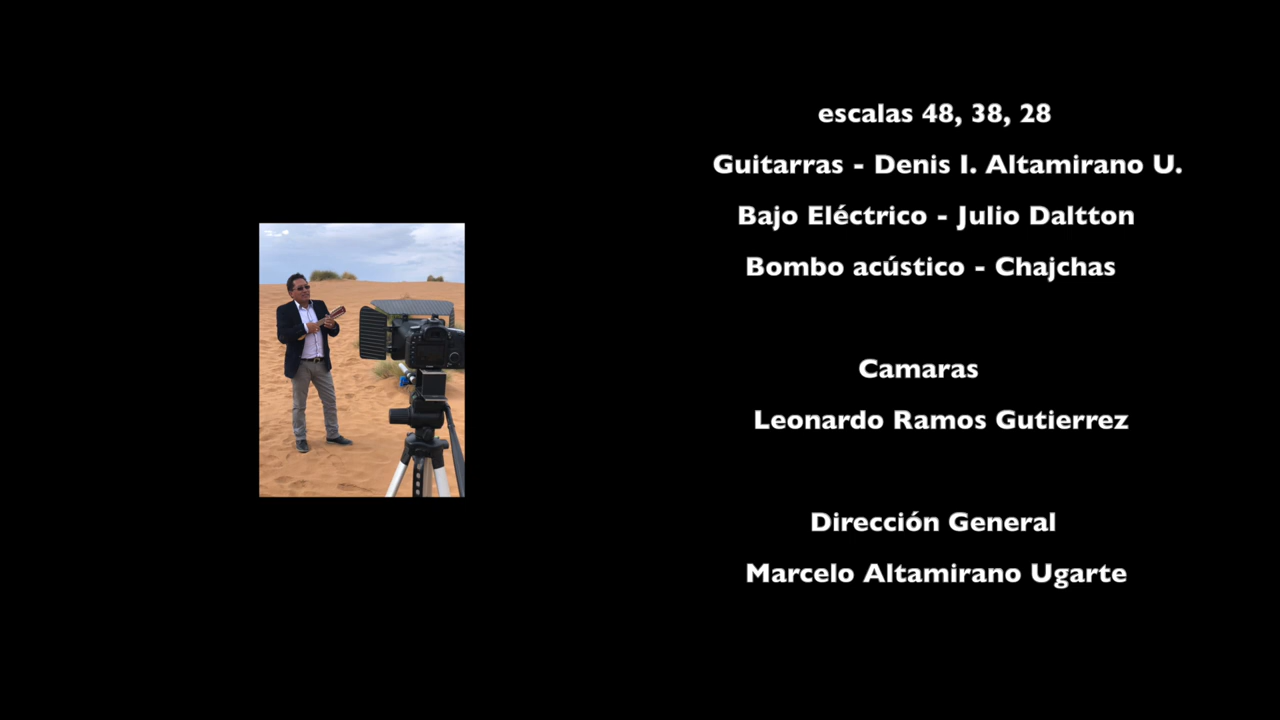 escalas 48, 38, 28
Guitarras - Denis I. Altamirano U.
Bajo Eléctrico - Julio Daltton
Bombo acústico - Chajchas
Camaras
Leonardo Ramos Gutierrez
Dirección General
Marcelo Altamirano Ugarte